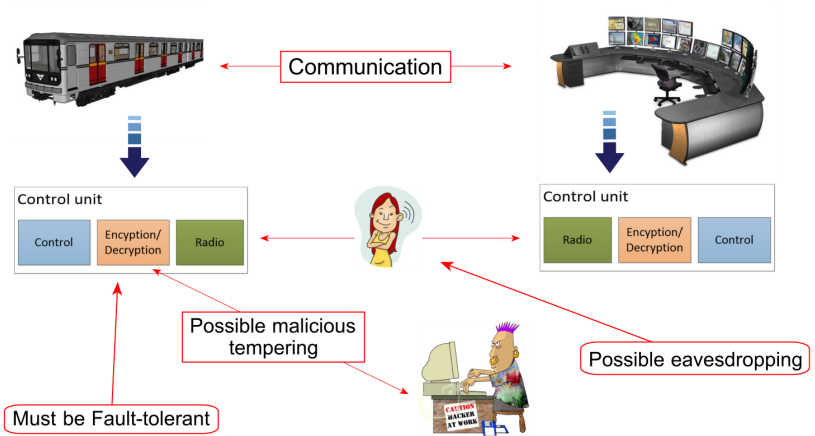 Communication
Control unit
Control
Encyption/
Decryption
Radio
Control unit
Radio
Encyption/
Decryption
Control
Possible malicious
tempering
Possible eavesdropping
Must be Fault-tolerant
CAUTION
HACKER
AT WORK